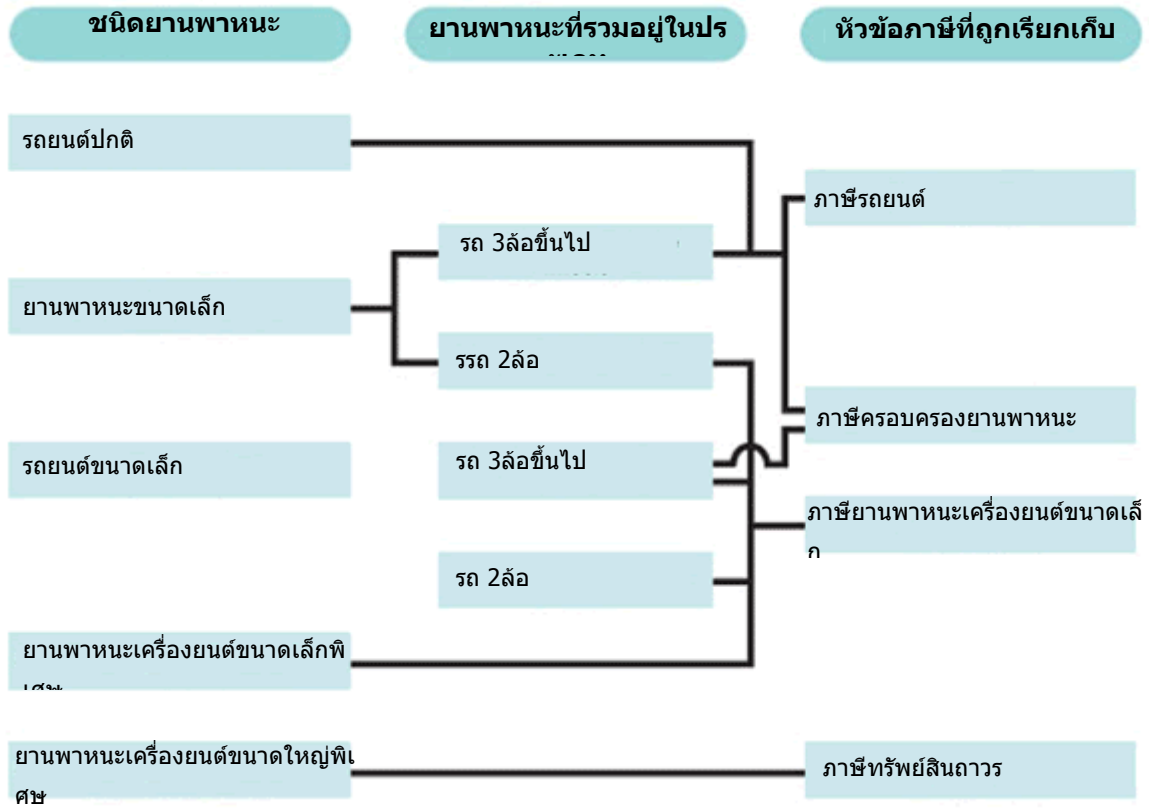 ชนิดยานพาหนะ
ยานพาหนะที่รวมอยู่ในปร
หัวข้อภาษีที่ถูกเรียกเก็บ
รถยนต์ปกติ
ภาษีรถยนต์
รถ 3ล้อขึ้นไป
ยานพาหนะขนาดเล็ก
รรถ 2ล้อ
ภาษีครอบครองยานพาหนะ
รถยนต์ขนาดเล็ก
รถ 3ล้อขึ้นไป
ภาษียานพาหนะเครื่องยนต์ขนาดเล็
ก
รถ 2ล้อ
ยานพาหนะเครื่องยนต์ขนาดเล็กพิ
เศษ
ยานพาหนะเครื่องยนต์ขนาดใหญ่พิเ
ศษ
ภาษีทรัพย์สินถาวร